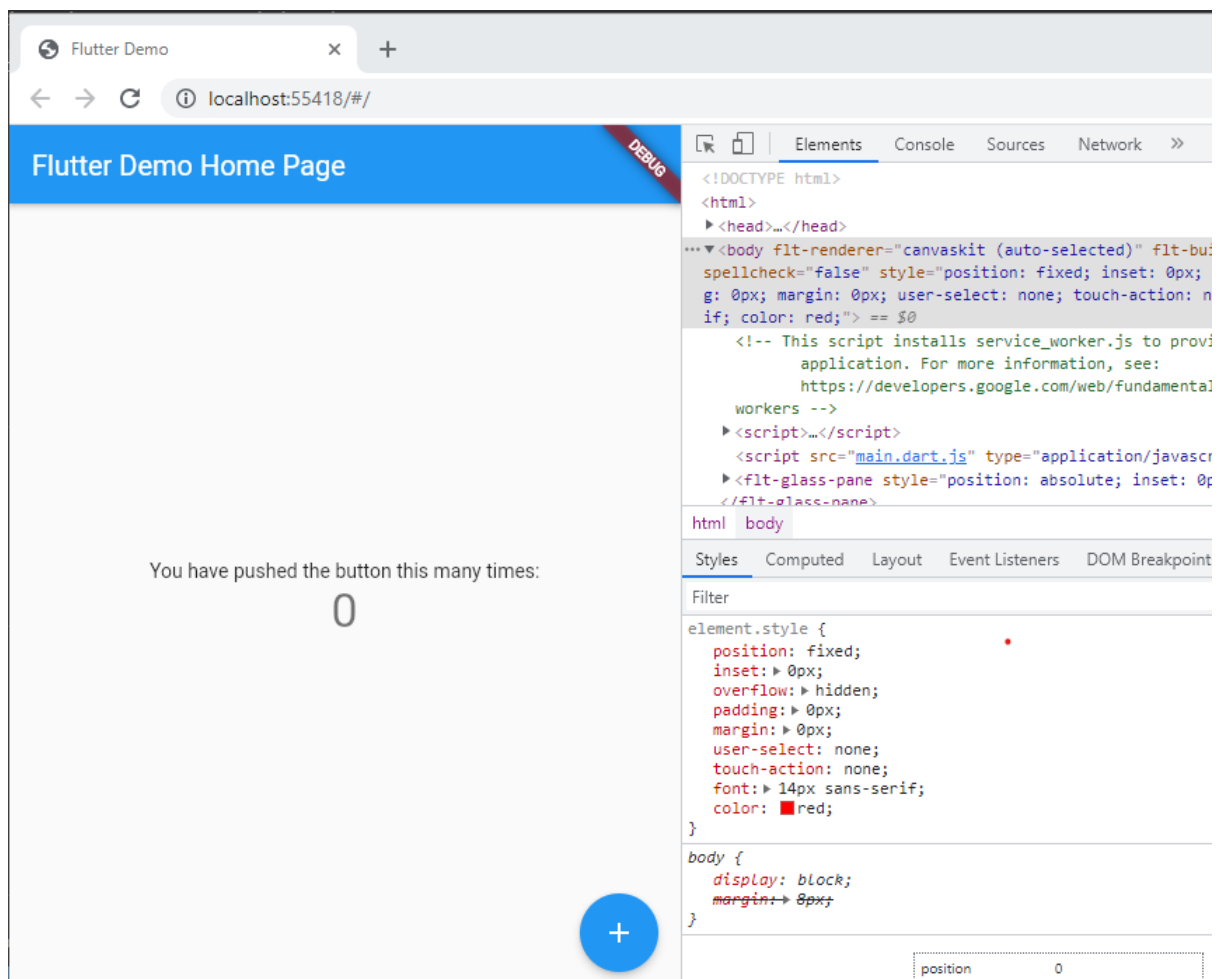 Flutter Demo
localhost:55418/#/
Flutter Demo Home Page
DEBUG
You have pushed the button this many times:
0
+
Elements Console Sources Network »
<!DOCTYPE html>
<html>
▶<head>…</head>
…▼<body flt-renderer="canvaskit (auto-selected)" flt-bui
spellcheck="false" style="position: fixed; inset: 0px;
g: 0px; margin: 0px; user-select: none; touch-action: n
if; color: red;"> == $0
<!-- This script installs service_worker.js to provi
application. For more information, see:
https://developers.google.com/web/fundamental
workers -->
▶<script>…</script>
<script src="main.dart.js" type="application/javascr
▶<flt-glass-pane style="position: absolute; inset: 0p
</flt-glass-pane>
html body
Styles Computed Layout Event Listeners DOM Breakpoint
Filter
element.style {
position: fixed;
inset:▶ 0px;
overflow:▶ hidden;
padding:▶ 0px;
margin:▶ 0px;
user-select: none;
touch-action: none;
font:▶ 14px sans-serif;
color: red;
}
body {
display: block;
margin:▶ 8px;
}
position 0